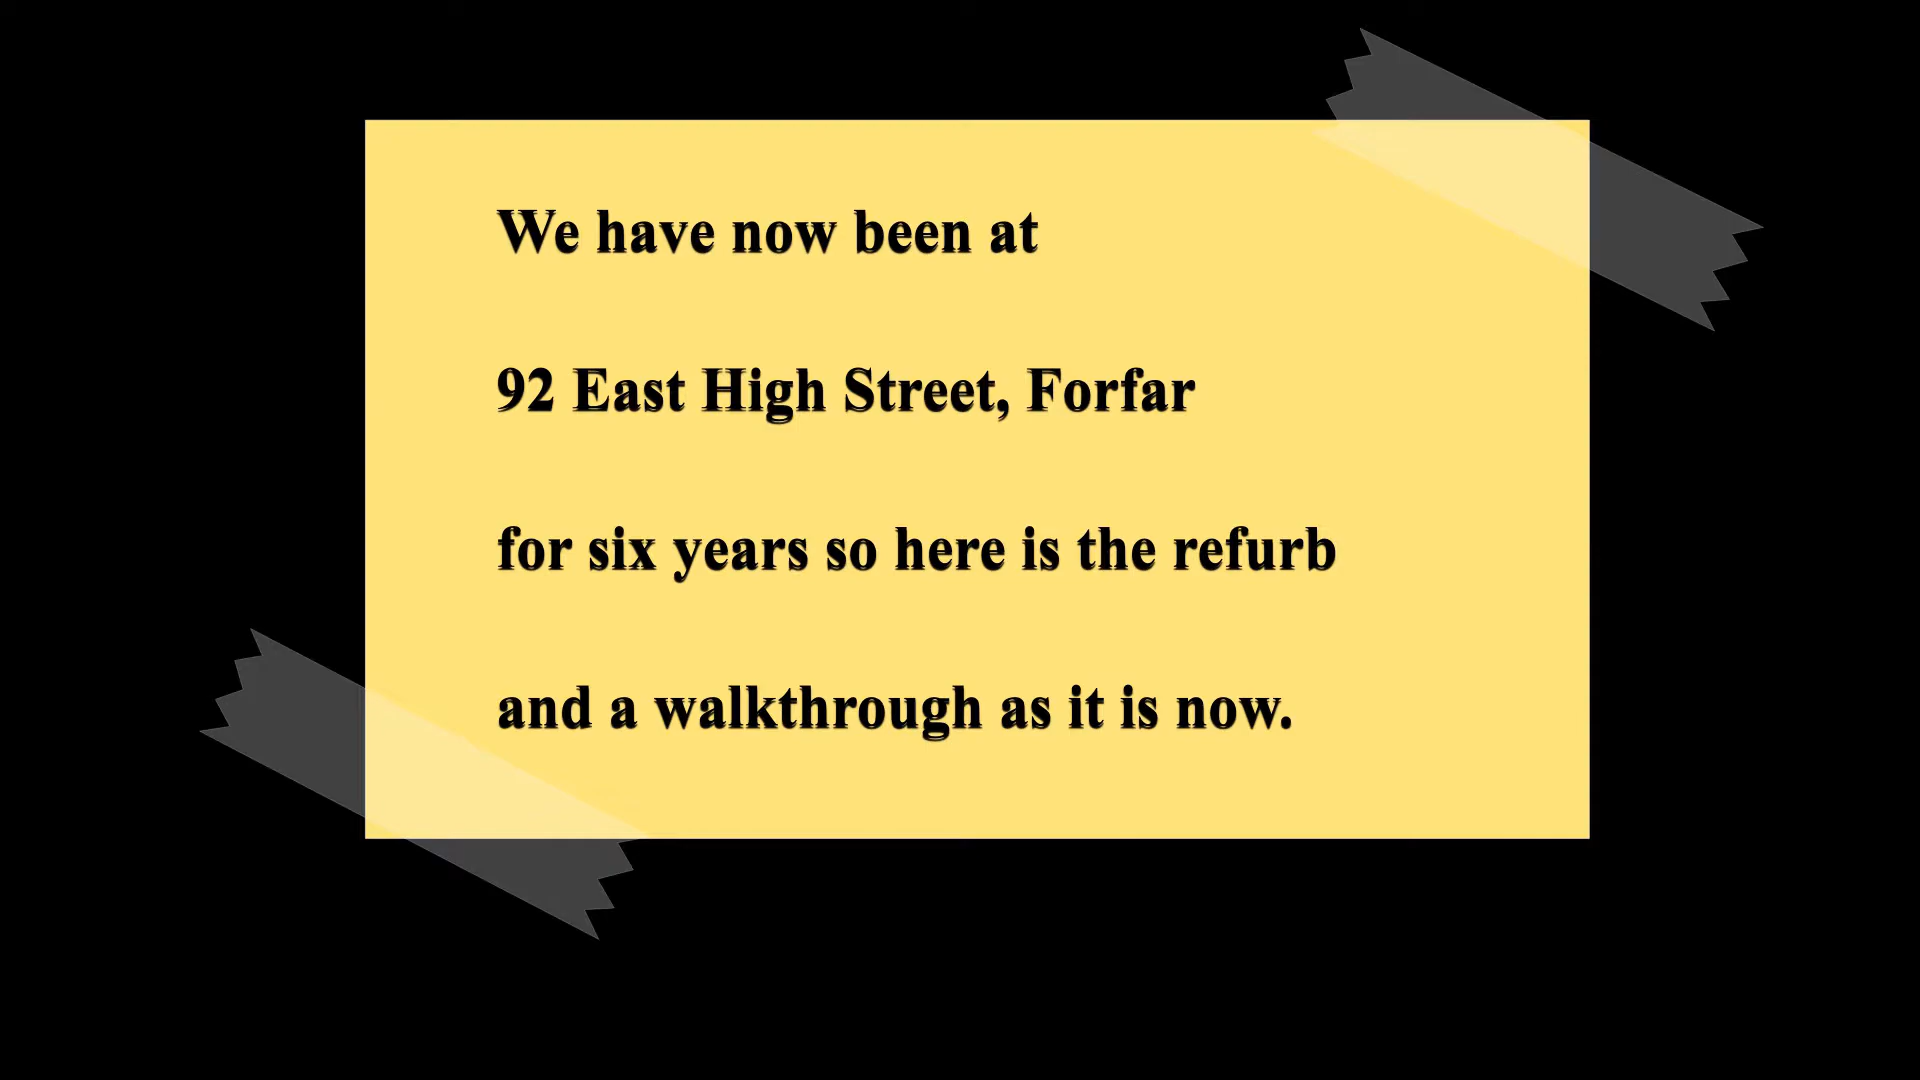 We have now been at
92 East High Street, Forfar
for six years so here is the refurb
and a walkthrough as it is now.